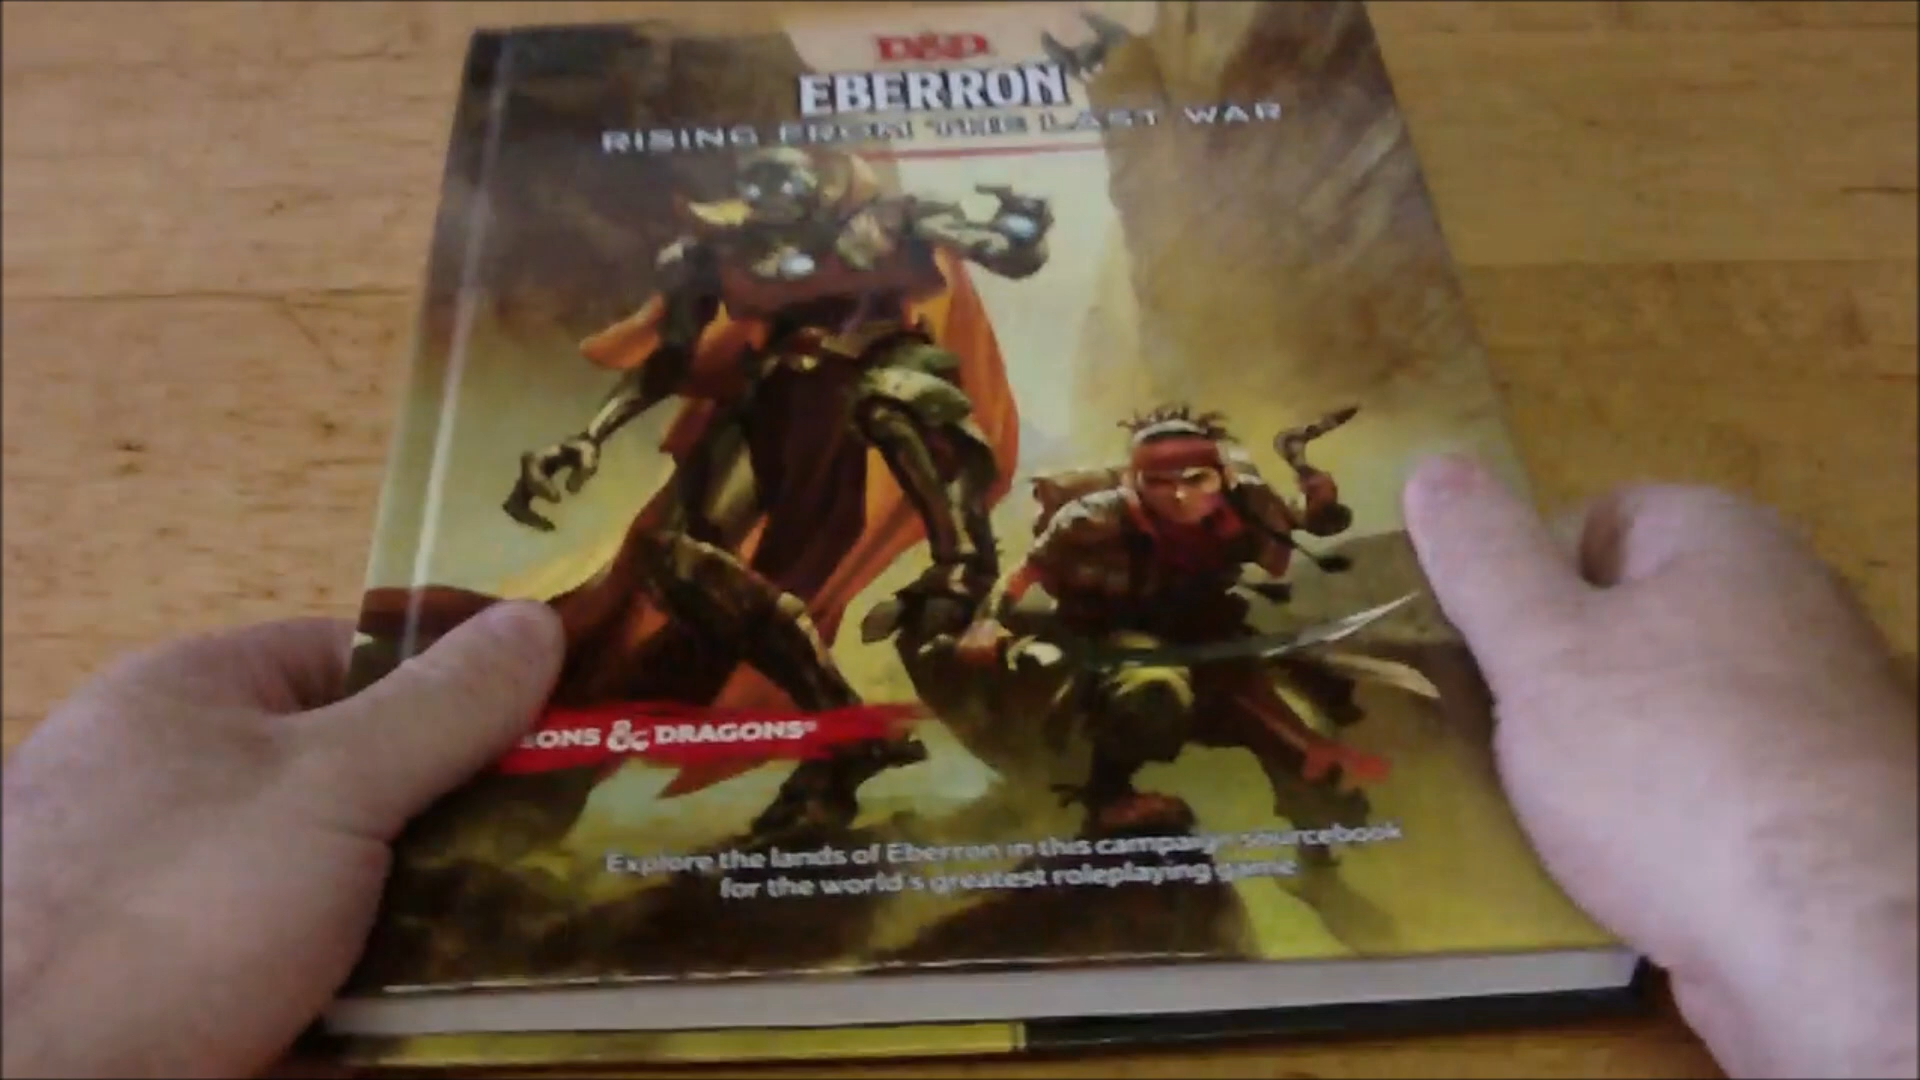 D&D
EBERRON
RISING FROM THE LAST WAR
ONS & DRAGONS®
Explore the lands of Eberron in this campaign sourcebook
for the world's greatest roleplaying game